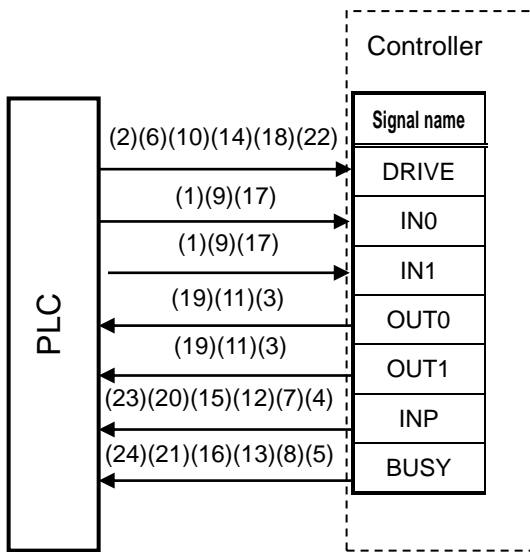 Controller
Signal name
(2)(6)(10)(14)(18)(22)
DRIVE
(1)(9)(17)
IN0
(1)(9)(17)
IN1
(19)(11)(3)
OUT0
(19)(11)(3)
OUT1
(23)(20)(15)(12)(7)(4)
INP
(24)(21)(16)(13)(8)(5)
BUSY
PLC